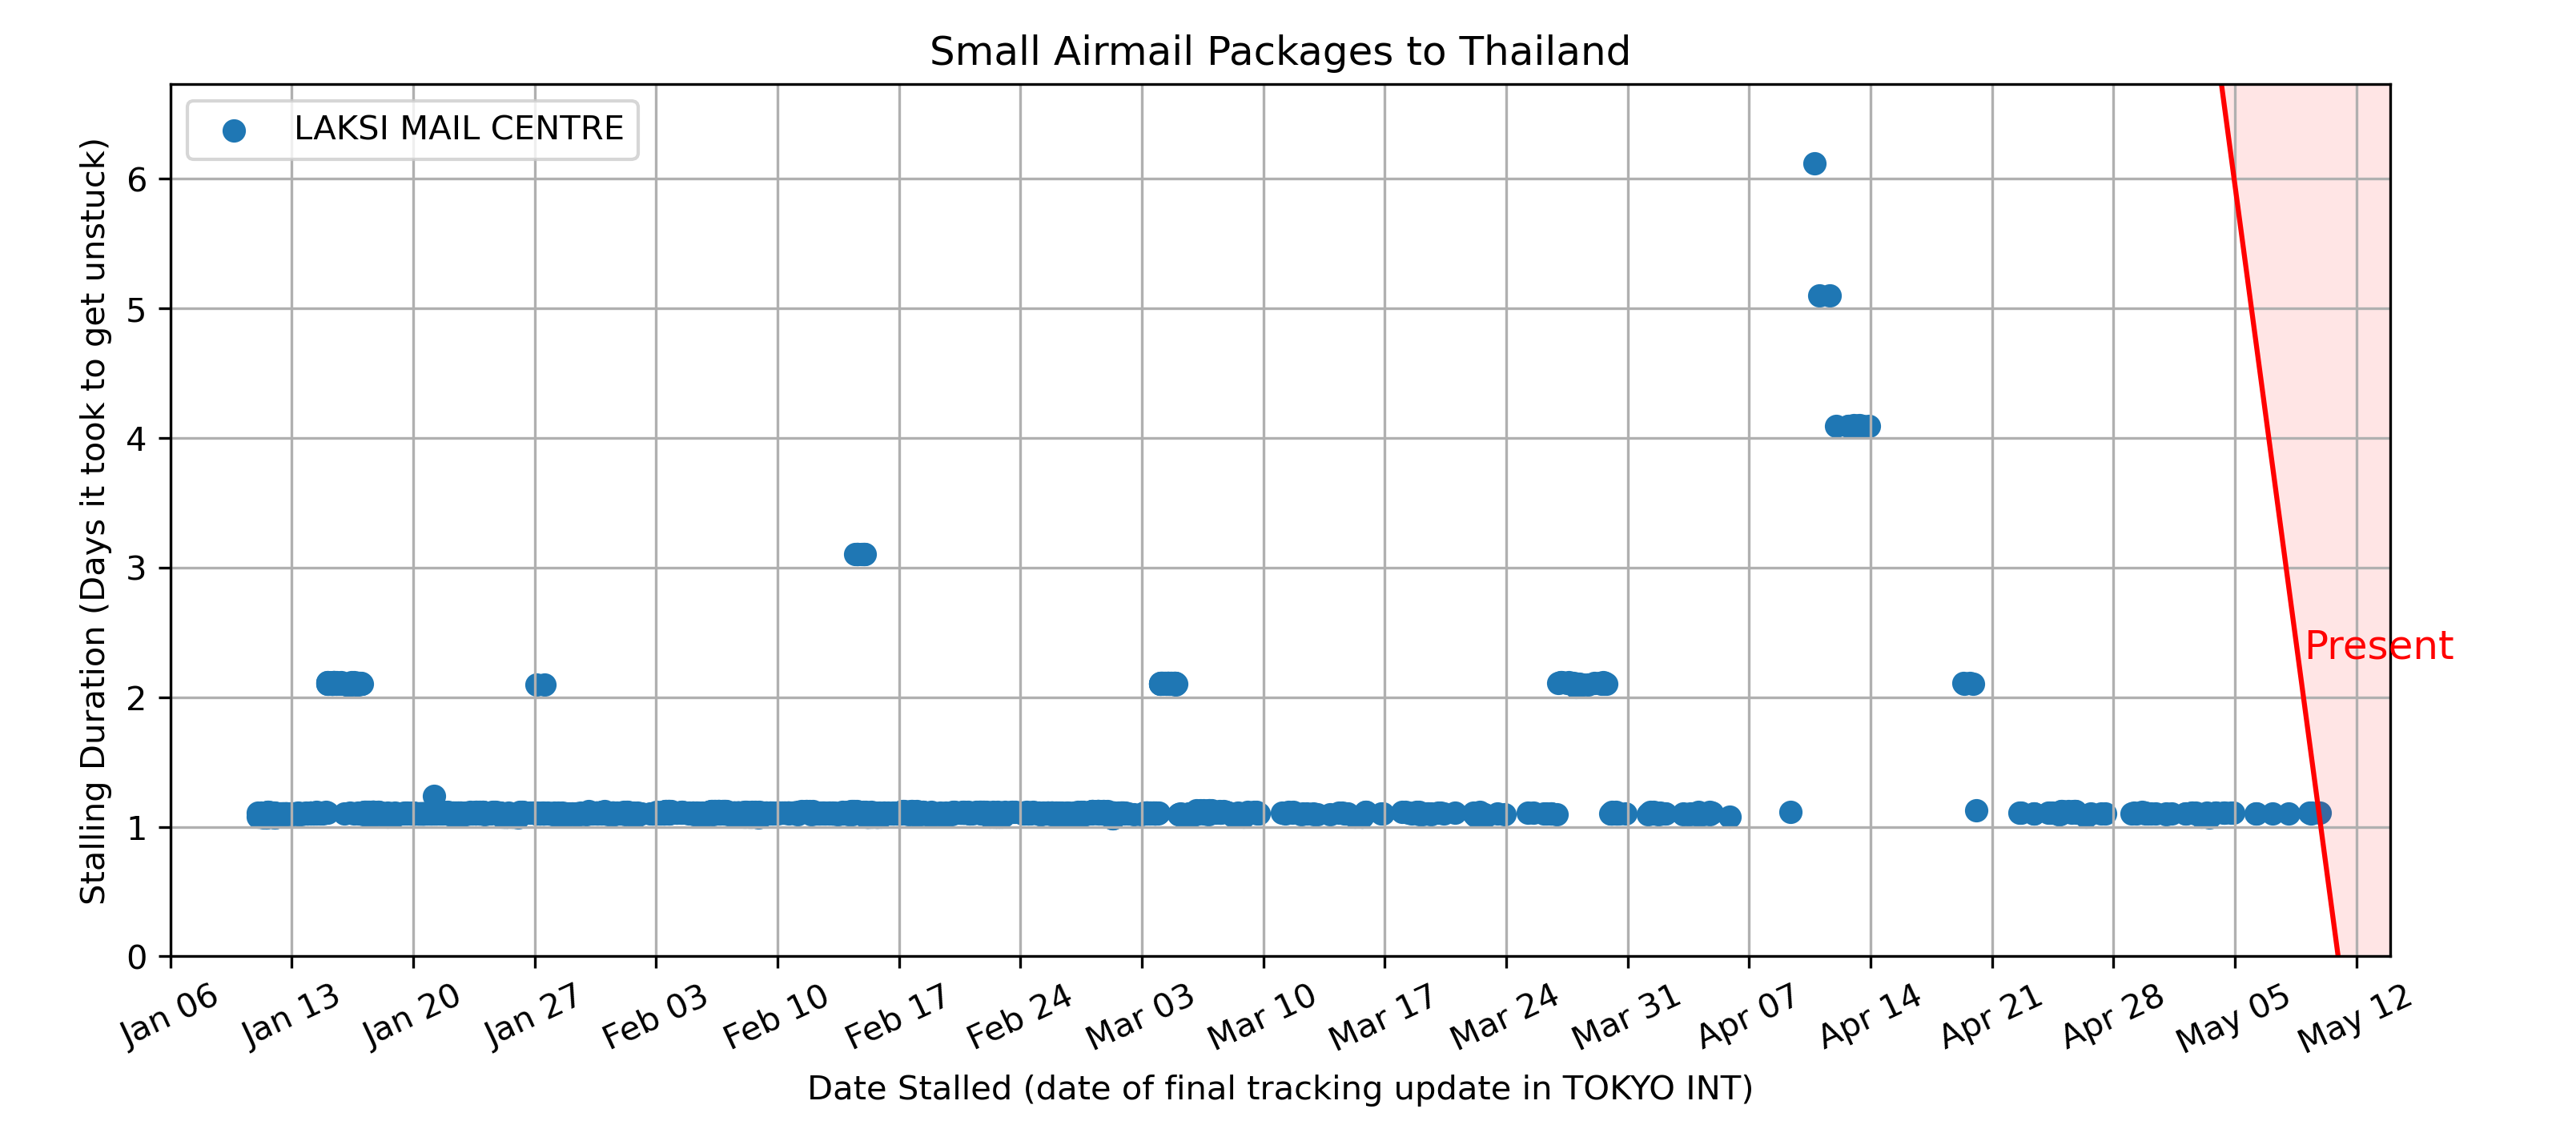 Small Airmail Packages to Thailand
LAKSI MAIL CENTRE
Stalling Duration (Days it took to get unstuck)
6
5
4
3
2
1
0
Present
Jan 06
Jan 13
Jan 20
Jan 27
Feb 03
Feb 10
Feb 17
Feb 24
Mar 03
Mar 10
Mar 17
Mar 24
Mar 31
Apr 07
Apr 14
Apr 21
Apr 28
May 05
May 12
Date Stalled (date of final tracking update in TOKYO INT)